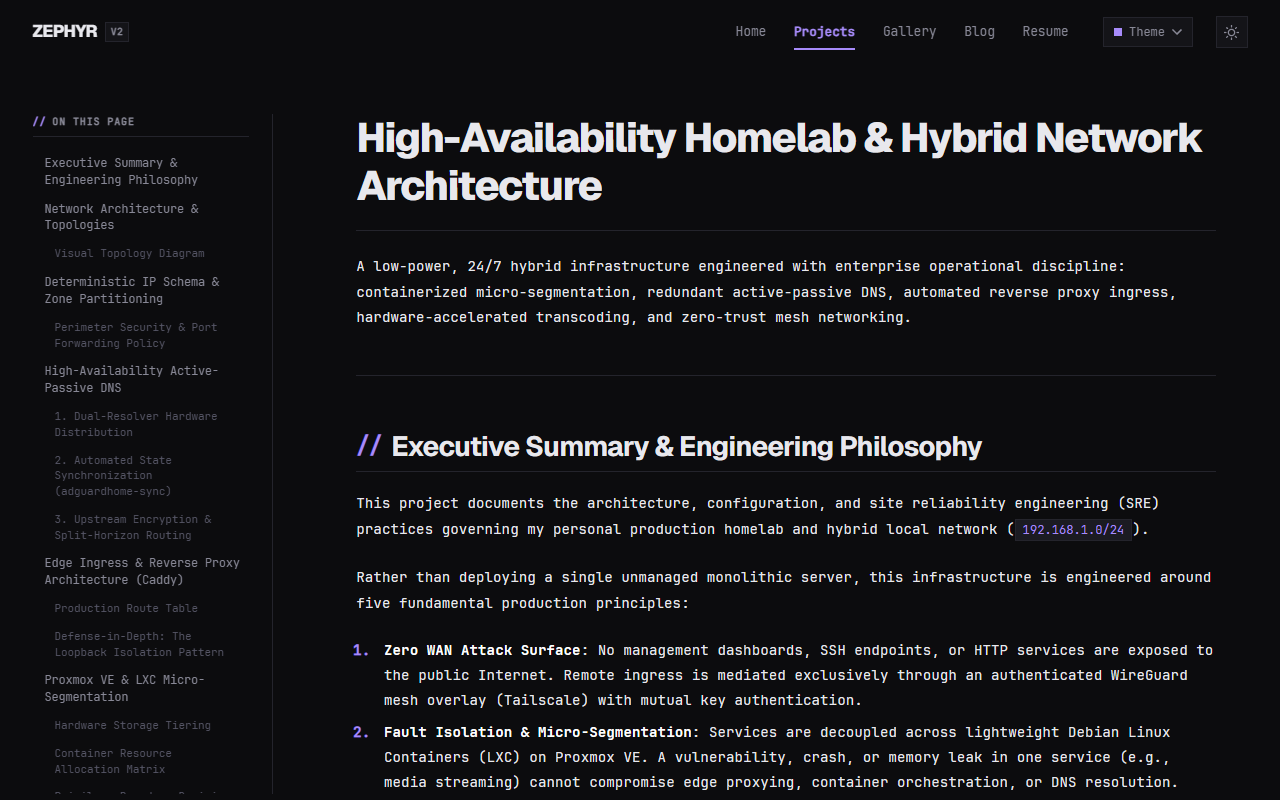 ZEPHYR V2
Home Projects Gallery Blog Resume Theme
// ON THIS PAGE
Executive Summary &
Engineering Philosophy
Network Architecture &
Topologies
Visual Topology Diagram
Deterministic IP Schema &
Zone Partitioning
Perimeter Security & Port
Forwarding Policy
High-Availability Active-
Passive DNS
1. Dual-Resolver Hardware
Distribution
2. Automated State
Synchronization
(adguardhome-sync)
3. Upstream Encryption &
Split-Horizon Routing
Edge Ingress & Reverse Proxy
Architecture (Caddy)
Production Route Table
Defense-in-Depth: The
Loopback Isolation Pattern
Proxmox VE & LXC Micro-
Segmentation
Hardware Storage Tiering
Container Resource
Allocation Matrix
High-Availability Homelab & Hybrid Network
Architecture
A low-power, 24/7 hybrid infrastructure engineered with enterprise operational discipline:
containerized micro-segmentation, redundant active-passive DNS, automated reverse proxy ingress,
hardware-accelerated transcoding, and zero-trust mesh networking.
// Executive Summary & Engineering Philosophy
This project documents the architecture, configuration, and site reliability engineering (SRE)
practices governing my personal production homelab and hybrid local network (192.168.1.0/24).
Rather than deploying a single unmanaged monolithic server, this infrastructure is engineered around
five fundamental production principles:
1. Zero WAN Attack Surface: No management dashboards, SSH endpoints, or HTTP services are exposed to
the public Internet. Remote ingress is mediated exclusively through an authenticated WireGuard
mesh overlay (Tailscale) with mutual key authentication.
2. Fault Isolation & Micro-Segmentation: Services are decoupled across lightweight Debian Linux
Containers (LXC) on Proxmox VE. A vulnerability, crash, or memory leak in one service (e.g.,
media streaming) cannot compromise edge proxying, container orchestration, or DNS resolution.